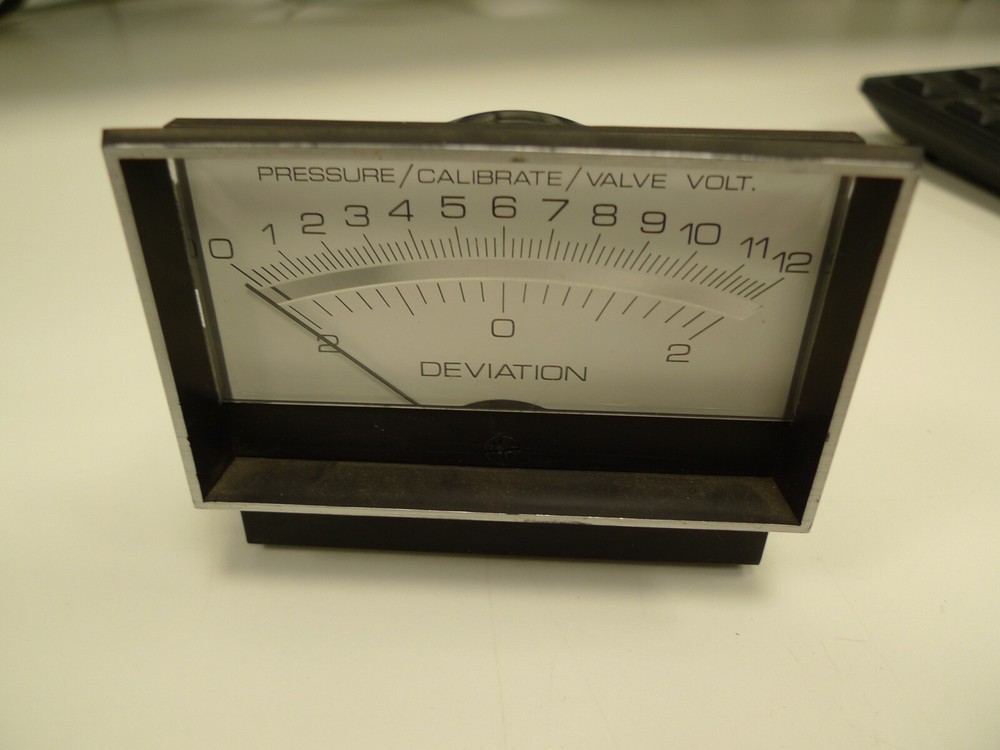 PRESSURE/CALIBRATE/VALVE VOLT.
0 1 2 3 4 5 6 7 8 9 10 11 12
2 0 2
DEVIATION